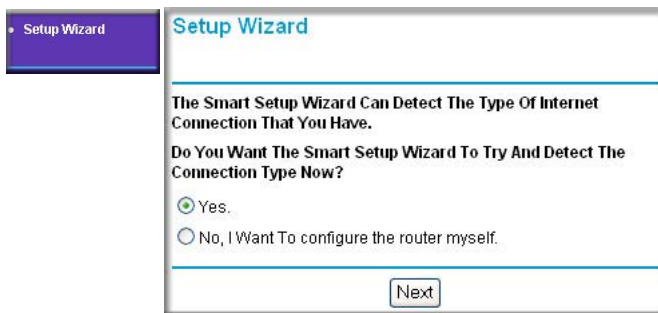 Setup Wizard
Setup Wizard
The Smart Setup Wizard Can Detect The Type Of Internet
Connection That You Have.
Do You Want The Smart Setup Wizard To Try And Detect The
Connection Type Now?
Yes.
No, I Want To configure the router myself.
Next